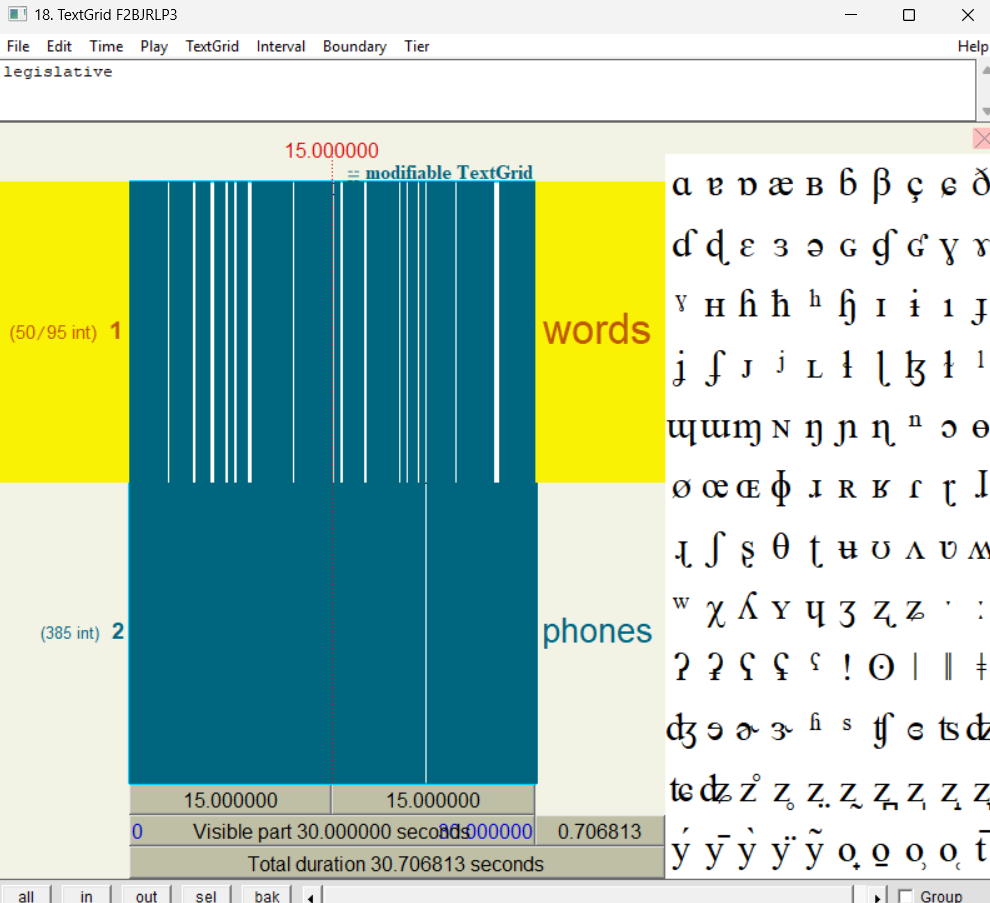 18. TextGrid F2BJRLP3
File Edit Time Play TextGrid Interval Boundary Tier Help
legislative
15.000000
modifiable TextGrid
(50/95 int) 1 words
(385 int) 2 phones
15.000000 15.000000
0 Visible part 30.000000 seconds 30.000000 0.706813
Total duration 30.706813 seconds
all in out sel bak Group
ɑ ɐ ɒ æ ʙ ɓ β ç ɕ ð
ɗ ɖ ɛ ɜ ə ɢ ɠ ʛ ɣ ɤ
ˠ ʜ ɦ ħ ʰ ɧ ɪ ɨ ı ɟ
ʝ ʄ ᴊ ʲ ʟ ɫ ɭ ɮ ɬ ˡ
ɰ ɯ ɱ ɴ ŋ ɲ ɳ ⁿ ɔ ɵ
ø œ ɶ ɸ ɹ ʀ ʁ ɾ ɽ ɺ
ɻ ʃ ʂ θ ʈ ʉ ʊ ʌ ʋ ʍ
ʷ χ ʎ ʏ ɥ ʒ ʐ ʑ ˑ ː
ʔ ʡ ʕ ʢ ˤ ! ʘ ǀ ǁ ǂ